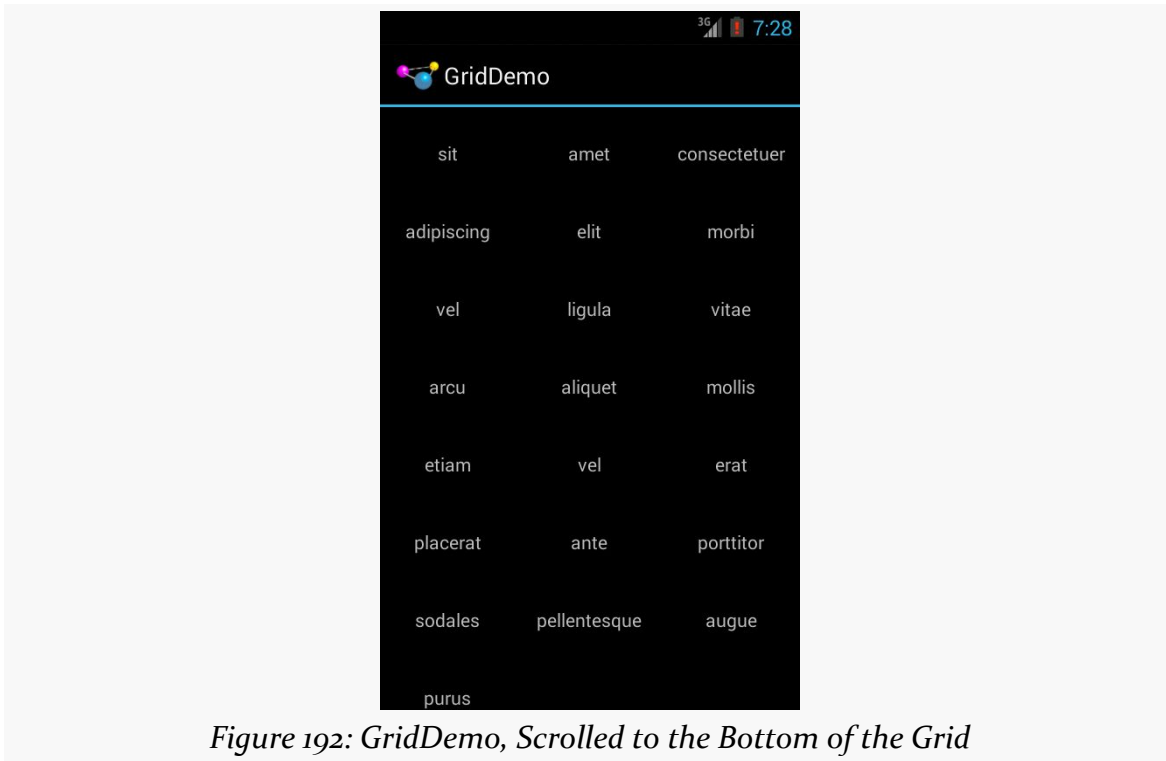 3G 7:28
GridDemo
sit amet consectetuer
adipiscing elit morbi
vel ligula vitae
arcu aliquet mollis
etiam vel erat
placerat ante porttitor
sodales pellentesque augue
purus
Figure 192: GridDemo, Scrolled to the Bottom of the Grid